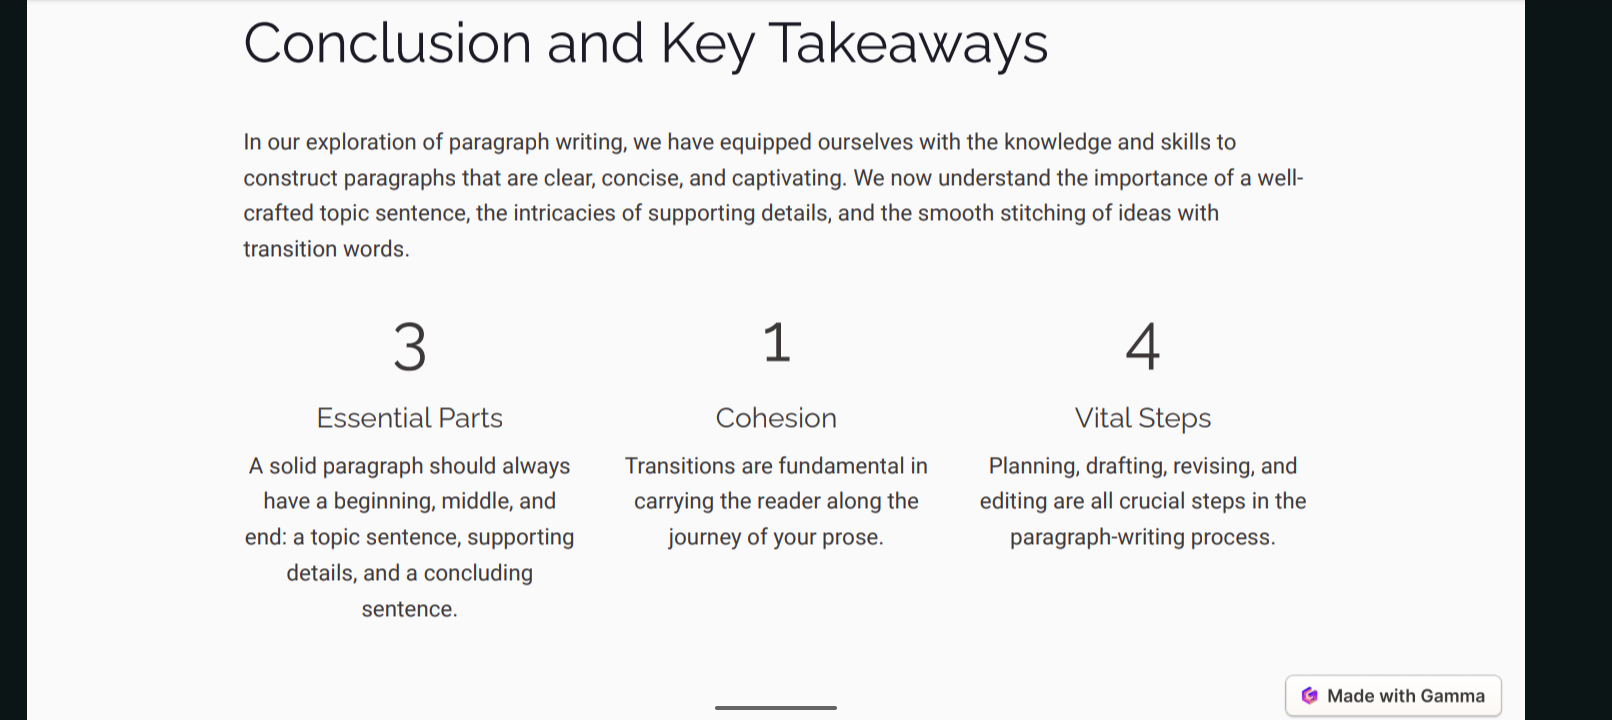 Conclusion and Key Takeaways
In our exploration of paragraph writing, we have equipped ourselves with the knowledge and skills to
construct paragraphs that are clear, concise, and captivating. We now understand the importance of a well-
crafted topic sentence, the intricacies of supporting details, and the smooth stitching of ideas with
transition words.
3
Essential Parts
A solid paragraph should always
have a beginning, middle, and
end: a topic sentence, supporting
details, and a concluding
sentence.
1
Cohesion
Transitions are fundamental in
carrying the reader along the
journey of your prose.
4
Vital Steps
Planning, drafting, revising, and
editing are all crucial steps in the
paragraph-writing process.
Made with Gamma